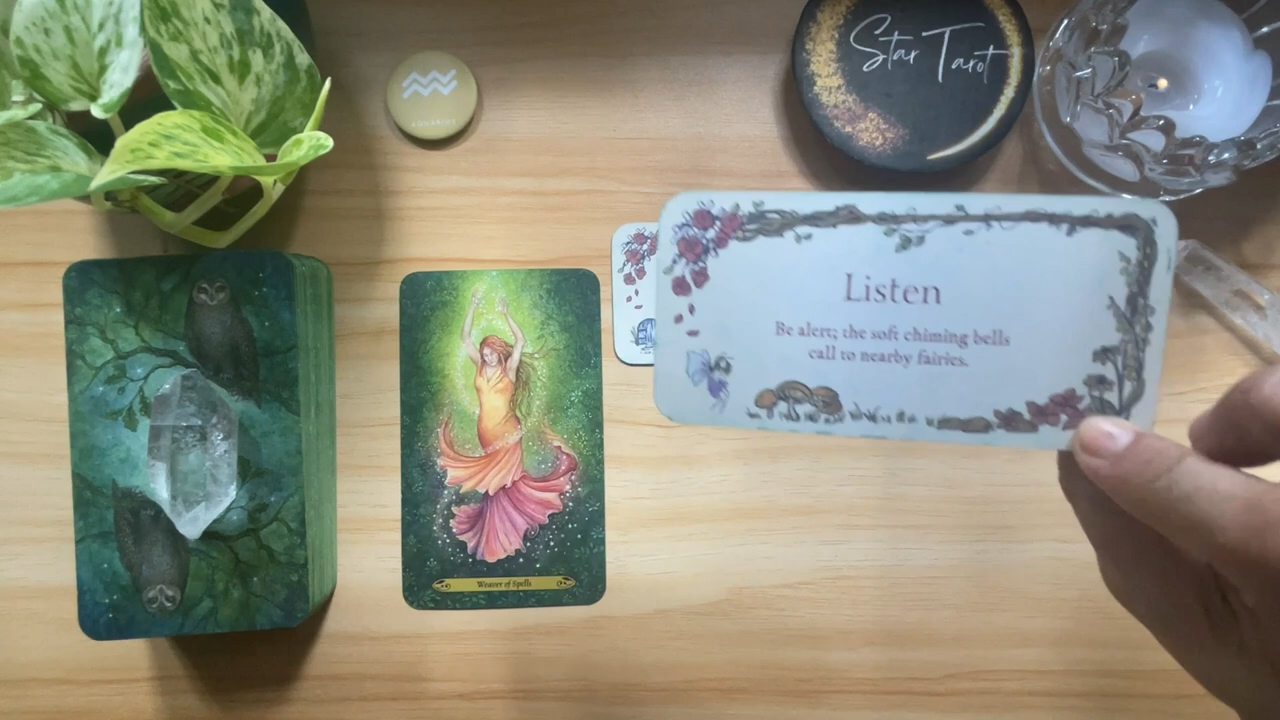 Star Tarot
AQUARIUS
Listen
Be alert; the soft chiming bells
call to nearby fairies.
Weaver of Spells